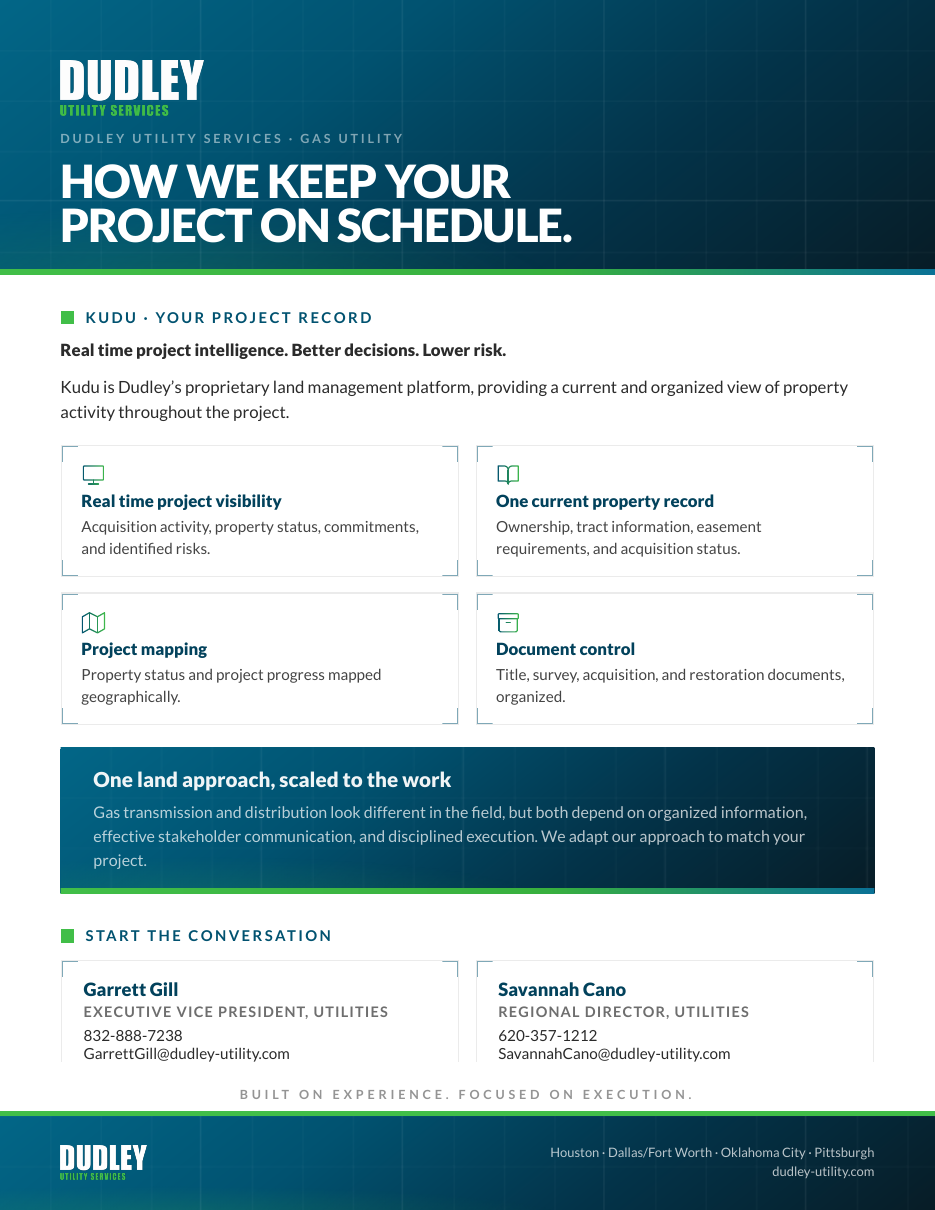 DUDLEY
UTILITY SERVICES
DUDLEY UTILITY SERVICES · GAS UTILITY
HOW WE KEEP YOUR
PROJECT ON SCHEDULE.
KUDU · YOUR PROJECT RECORD
Real time project intelligence. Better decisions. Lower risk.
Kudu is Dudley’s proprietary land management platform, providing a current and organized view of property
activity throughout the project.
Real time project visibility
Acquisition activity, property status, commitments,
and identified risks.
One current property record
Ownership, tract information, easement
requirements, and acquisition status.
Project mapping
Property status and project progress mapped
geographically.
Document control
Title, survey, acquisition, and restoration documents,
organized.
One land approach, scaled to the work
Gas transmission and distribution look different in the field, but both depend on organized information,
effective stakeholder communication, and disciplined execution. We adapt our approach to match your
project.
START THE CONVERSATION
Garrett Gill
EXECUTIVE VICE PRESIDENT, UTILITIES
832-888-7238
GarrettGill@dudley-utility.com
Savannah Cano
REGIONAL DIRECTOR, UTILITIES
620-357-1212
SavannahCano@dudley-utility.com
BUILT ON EXPERIENCE. FOCUSED ON EXECUTION.
DUDLEY
UTILITY SERVICES
Houston · Dallas/Fort Worth · Oklahoma City · Pittsburgh
dudley-utility.com